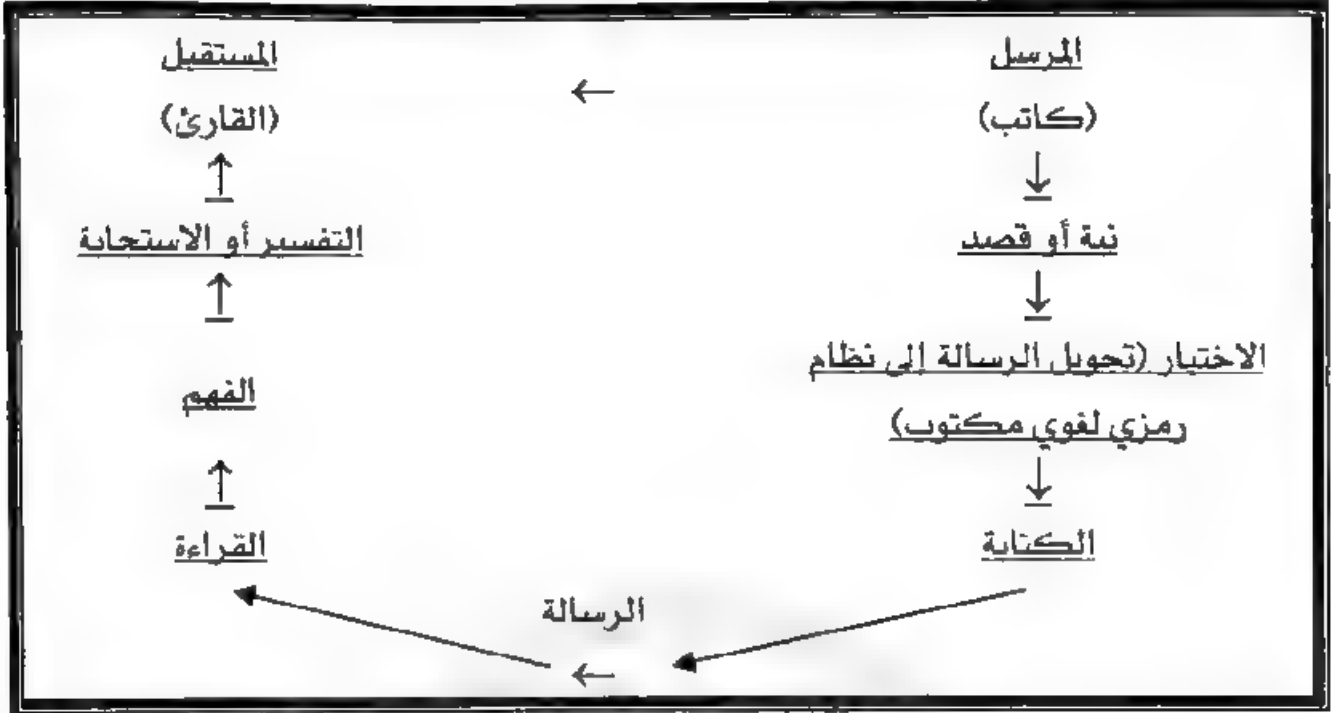 المرسل
(كاتب)
نية أو قصد
الاختيار (تحويل الرسالة إلى نظام
رمزي لغوي مكتوب)
الكتابة
الرسالة
القراءة
الفهم
التفسير أو الاستجابة
المستقبل
(القارئ)